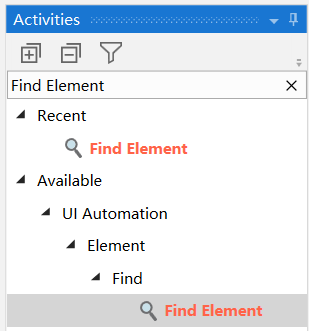 Activities
Find Element
Recent
Find Element
Available
UI Automation
Element
Find
Find Element